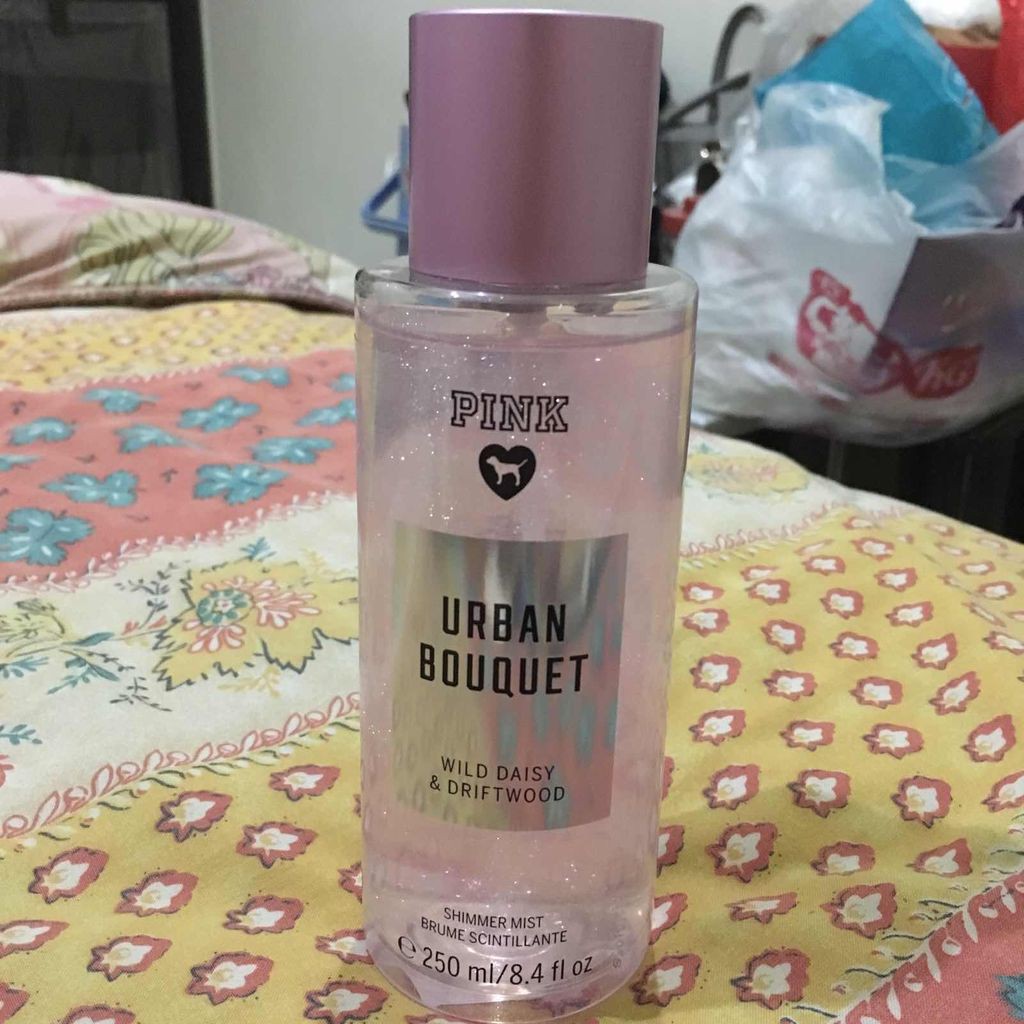 PINK
URBAN
BOUQUET
WILD DAISY
& DRIFTWOOD
SHIMMER MIST
BRUME SCINTILLANTE
℮ 250 ml/8.4 fl oz